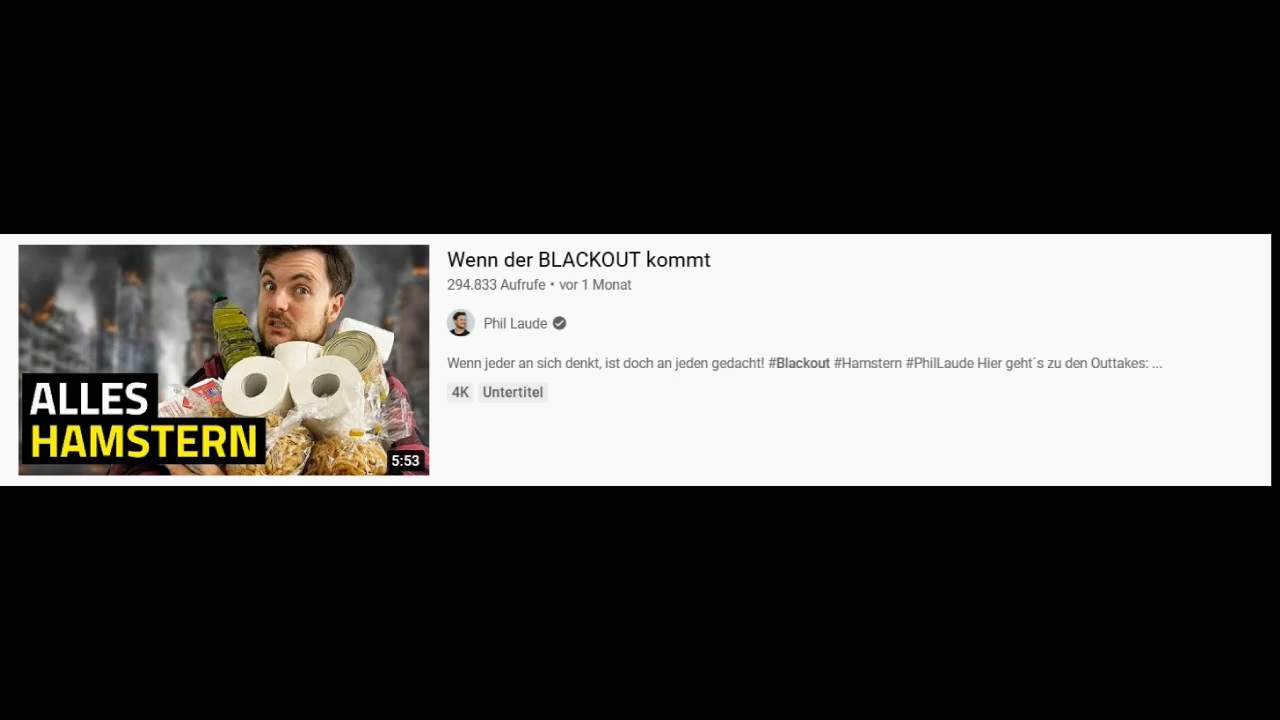 ALLES
HAMSTERN
5:53
Wenn der BLACKOUT kommt
294.833 Aufrufe • vor 1 Monat
Phil Laude
Wenn jeder an sich denkt, ist doch an jeden gedacht! #Blackout #Hamstern #PhilLaude Hier geht´s zu den Outtakes: ...
4K Untertitel